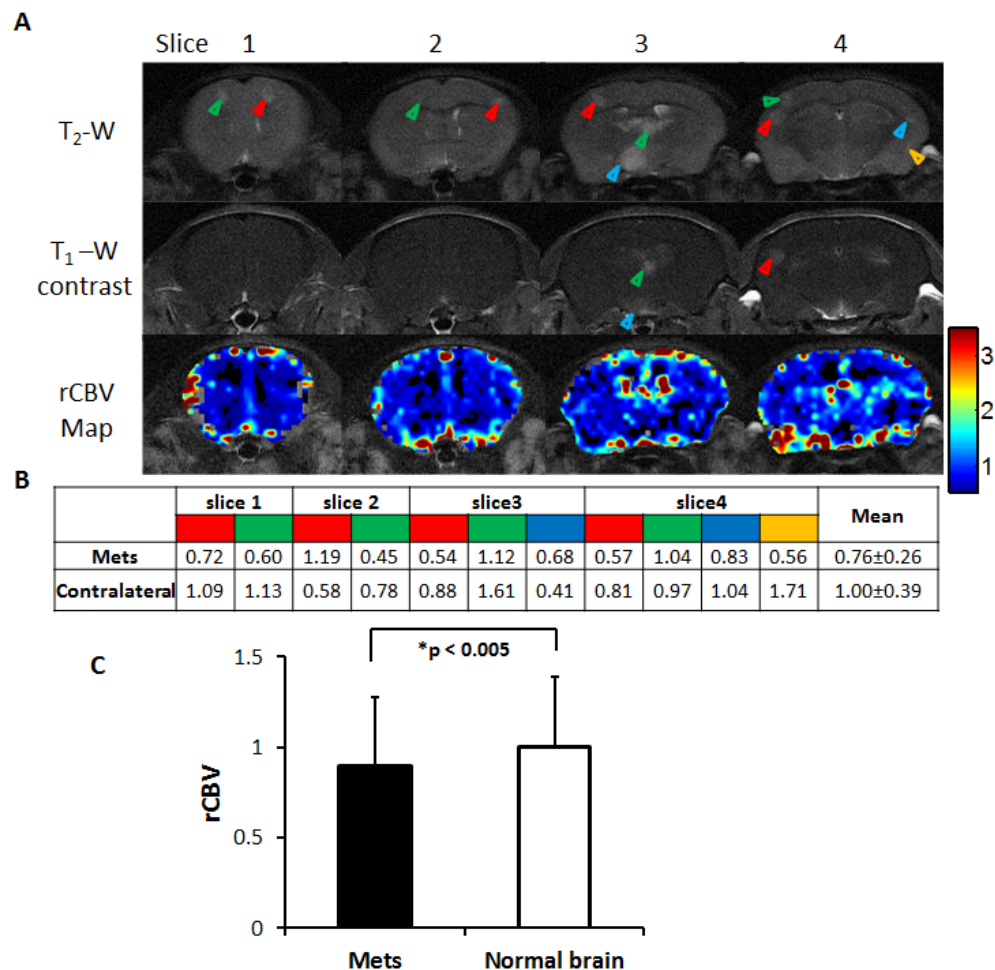 A
Slice 1 2 3 4
T2-W
T1 –W
contrast
rCBV
Map
3
2
1
B
slice 1 slice 2 slice3 slice4 Mean
Mets 0.72 0.60 1.19 0.45 0.54 1.12 0.68 0.57 1.04 0.83 0.56 0.76±0.26
Contralateral 1.09 1.13 0.58 0.78 0.88 1.61 0.41 0.81 0.97 1.04 1.71 1.00±0.39
C
*p < 0.005
1.5
1
0.5
0
rCBV
Mets Normal brain